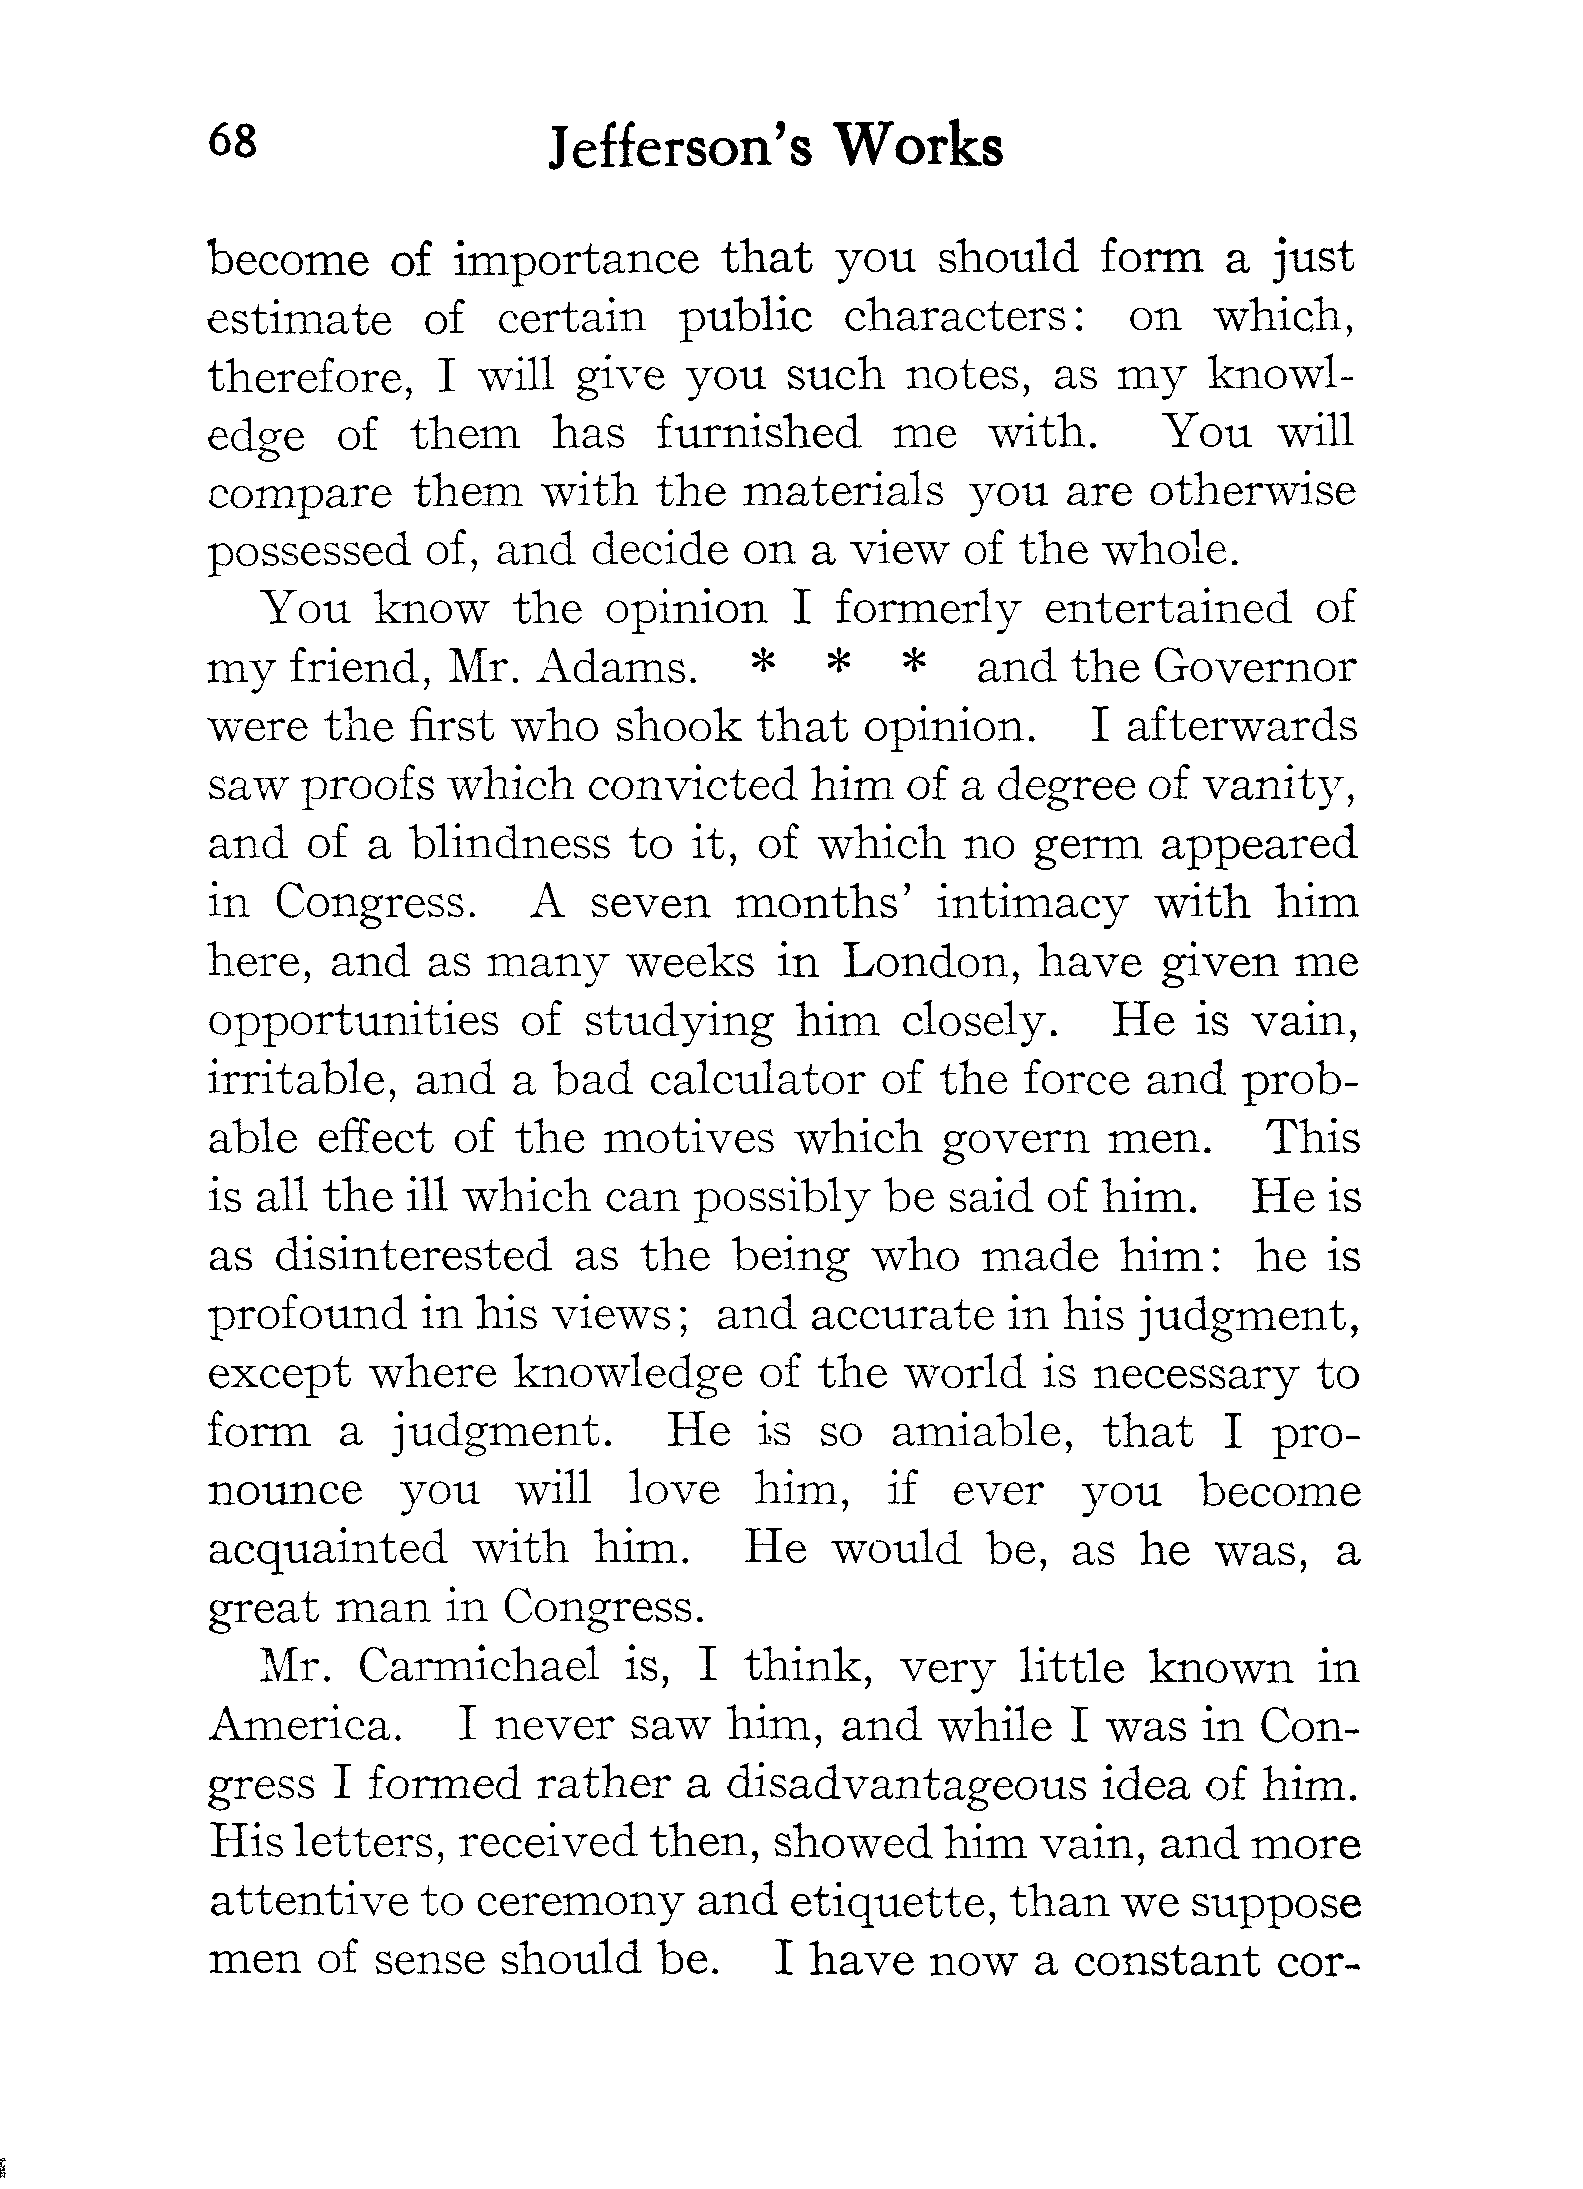 68 Jefferson's Works
become of importance that you should form a just
estimate of certain public characters: on which,
therefore, I will give you such notes, as my knowl-
edge of them has furnished me with. You will
compare them with the materials you are otherwise
possessed of, and decide on a view of the whole.
You know the opinion I formerly entertained of
my friend, Mr. Adams. * * * and the Governor
were the first who shook that opinion. I afterwards
saw proofs which convicted him of a degree of vanity,
and of a blindness to it, of which no germ appeared
in Congress. A seven months' intimacy with him
here, and as many weeks in London, have given me
opportunities of studying him closely. He is vain,
irritable, and a bad calculator of the force and prob-
able effect of the motives which govern men. This
is all the ill which can possibly be said of him. He is
as disinterested as the being who made him: he is
profound in his views; and accurate in his judgment,
except where knowledge of the world is necessary to
form a judgment. He is so amiable, that I pro-
nounce you will love him, if ever you become
acquainted with him. He would be, as he was, a
great man in Congress.
Mr. Carmichael is, I think, very little known in
America. I never saw him, and while I was in Con-
gress I formed rather a disadvantageous idea of him.
His letters, received then, showed him vain, and more
attentive to ceremony and etiquette, than we suppose
men of sense should be. I have now a constant cor-